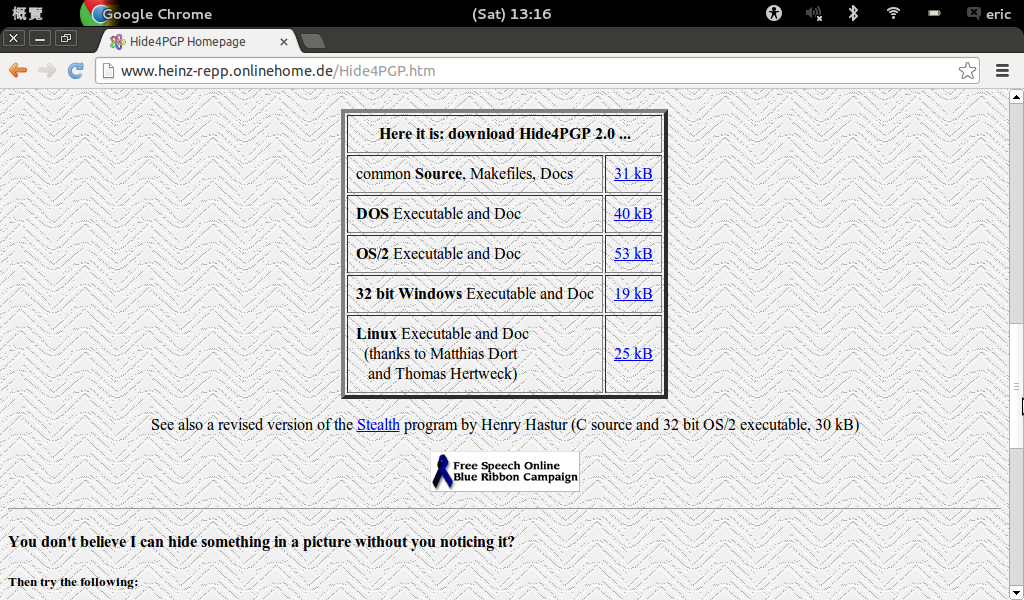 概覽
Google Chrome
(Sat) 13:16
eric
Hide4PGP Homepage
www.heinz-repp.onlinehome.de/Hide4PGP.htm
Here it is: download Hide4PGP 2.0 ...
common Source, Makefiles, Docs 31 kB
DOS Executable and Doc 40 kB
OS/2 Executable and Doc 53 kB
32 bit Windows Executable and Doc 19 kB
Linux Executable and Doc
(thanks to Matthias Dort 25 kB
and Thomas Hertweck)
See also a revised version of the Stealth program by Henry Hastur (C source and 32 bit OS/2 executable, 30 kB)
Free Speech Online
Blue Ribbon Campaign
You don't believe I can hide something in a picture without you noticing it?
Then try the following: